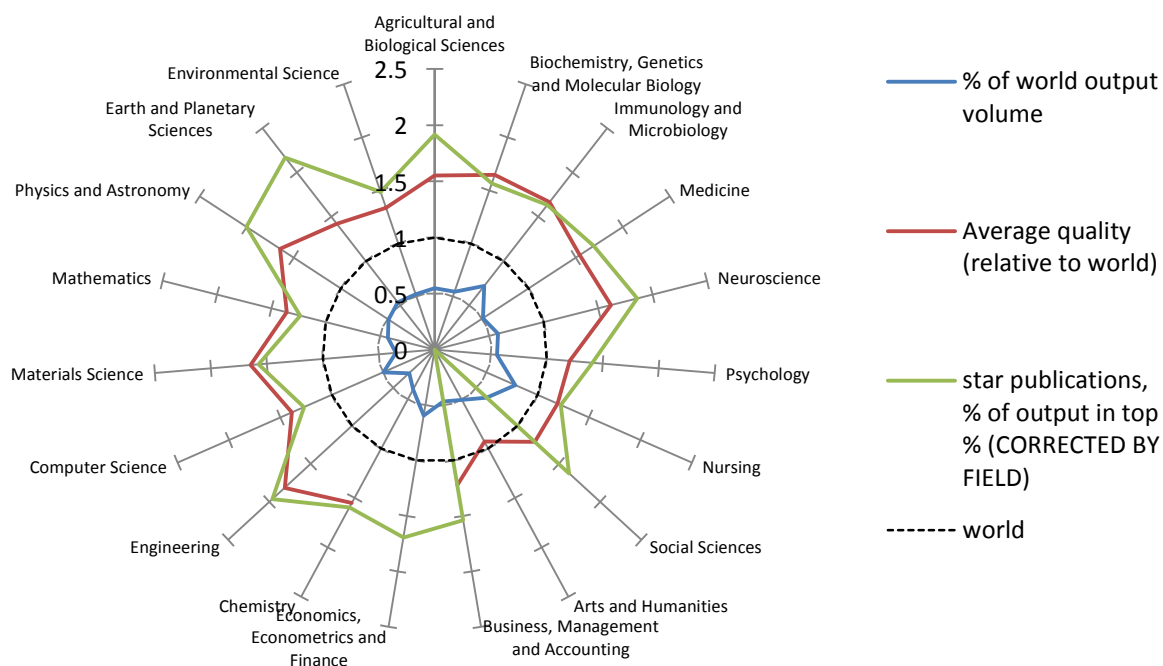 Agricultural and
Biological Sciences
Biochemistry, Genetics
and Molecular Biology
Immunology and
Microbiology
Medicine
Neuroscience
Psychology
Nursing
Social Sciences
Arts and Humanities
Business, Management
and Accounting
Economics,
Econometrics and
Finance
Chemistry
Engineering
Computer Science
Materials Science
Mathematics
Physics and Astronomy
Earth and Planetary
Sciences
Environmental Science
2.5
2
1.5
1
0.5
0
% of world output
volume
Average quality
(relative to world)
star publications,
% of output in top
% (CORRECTED BY
FIELD)
world